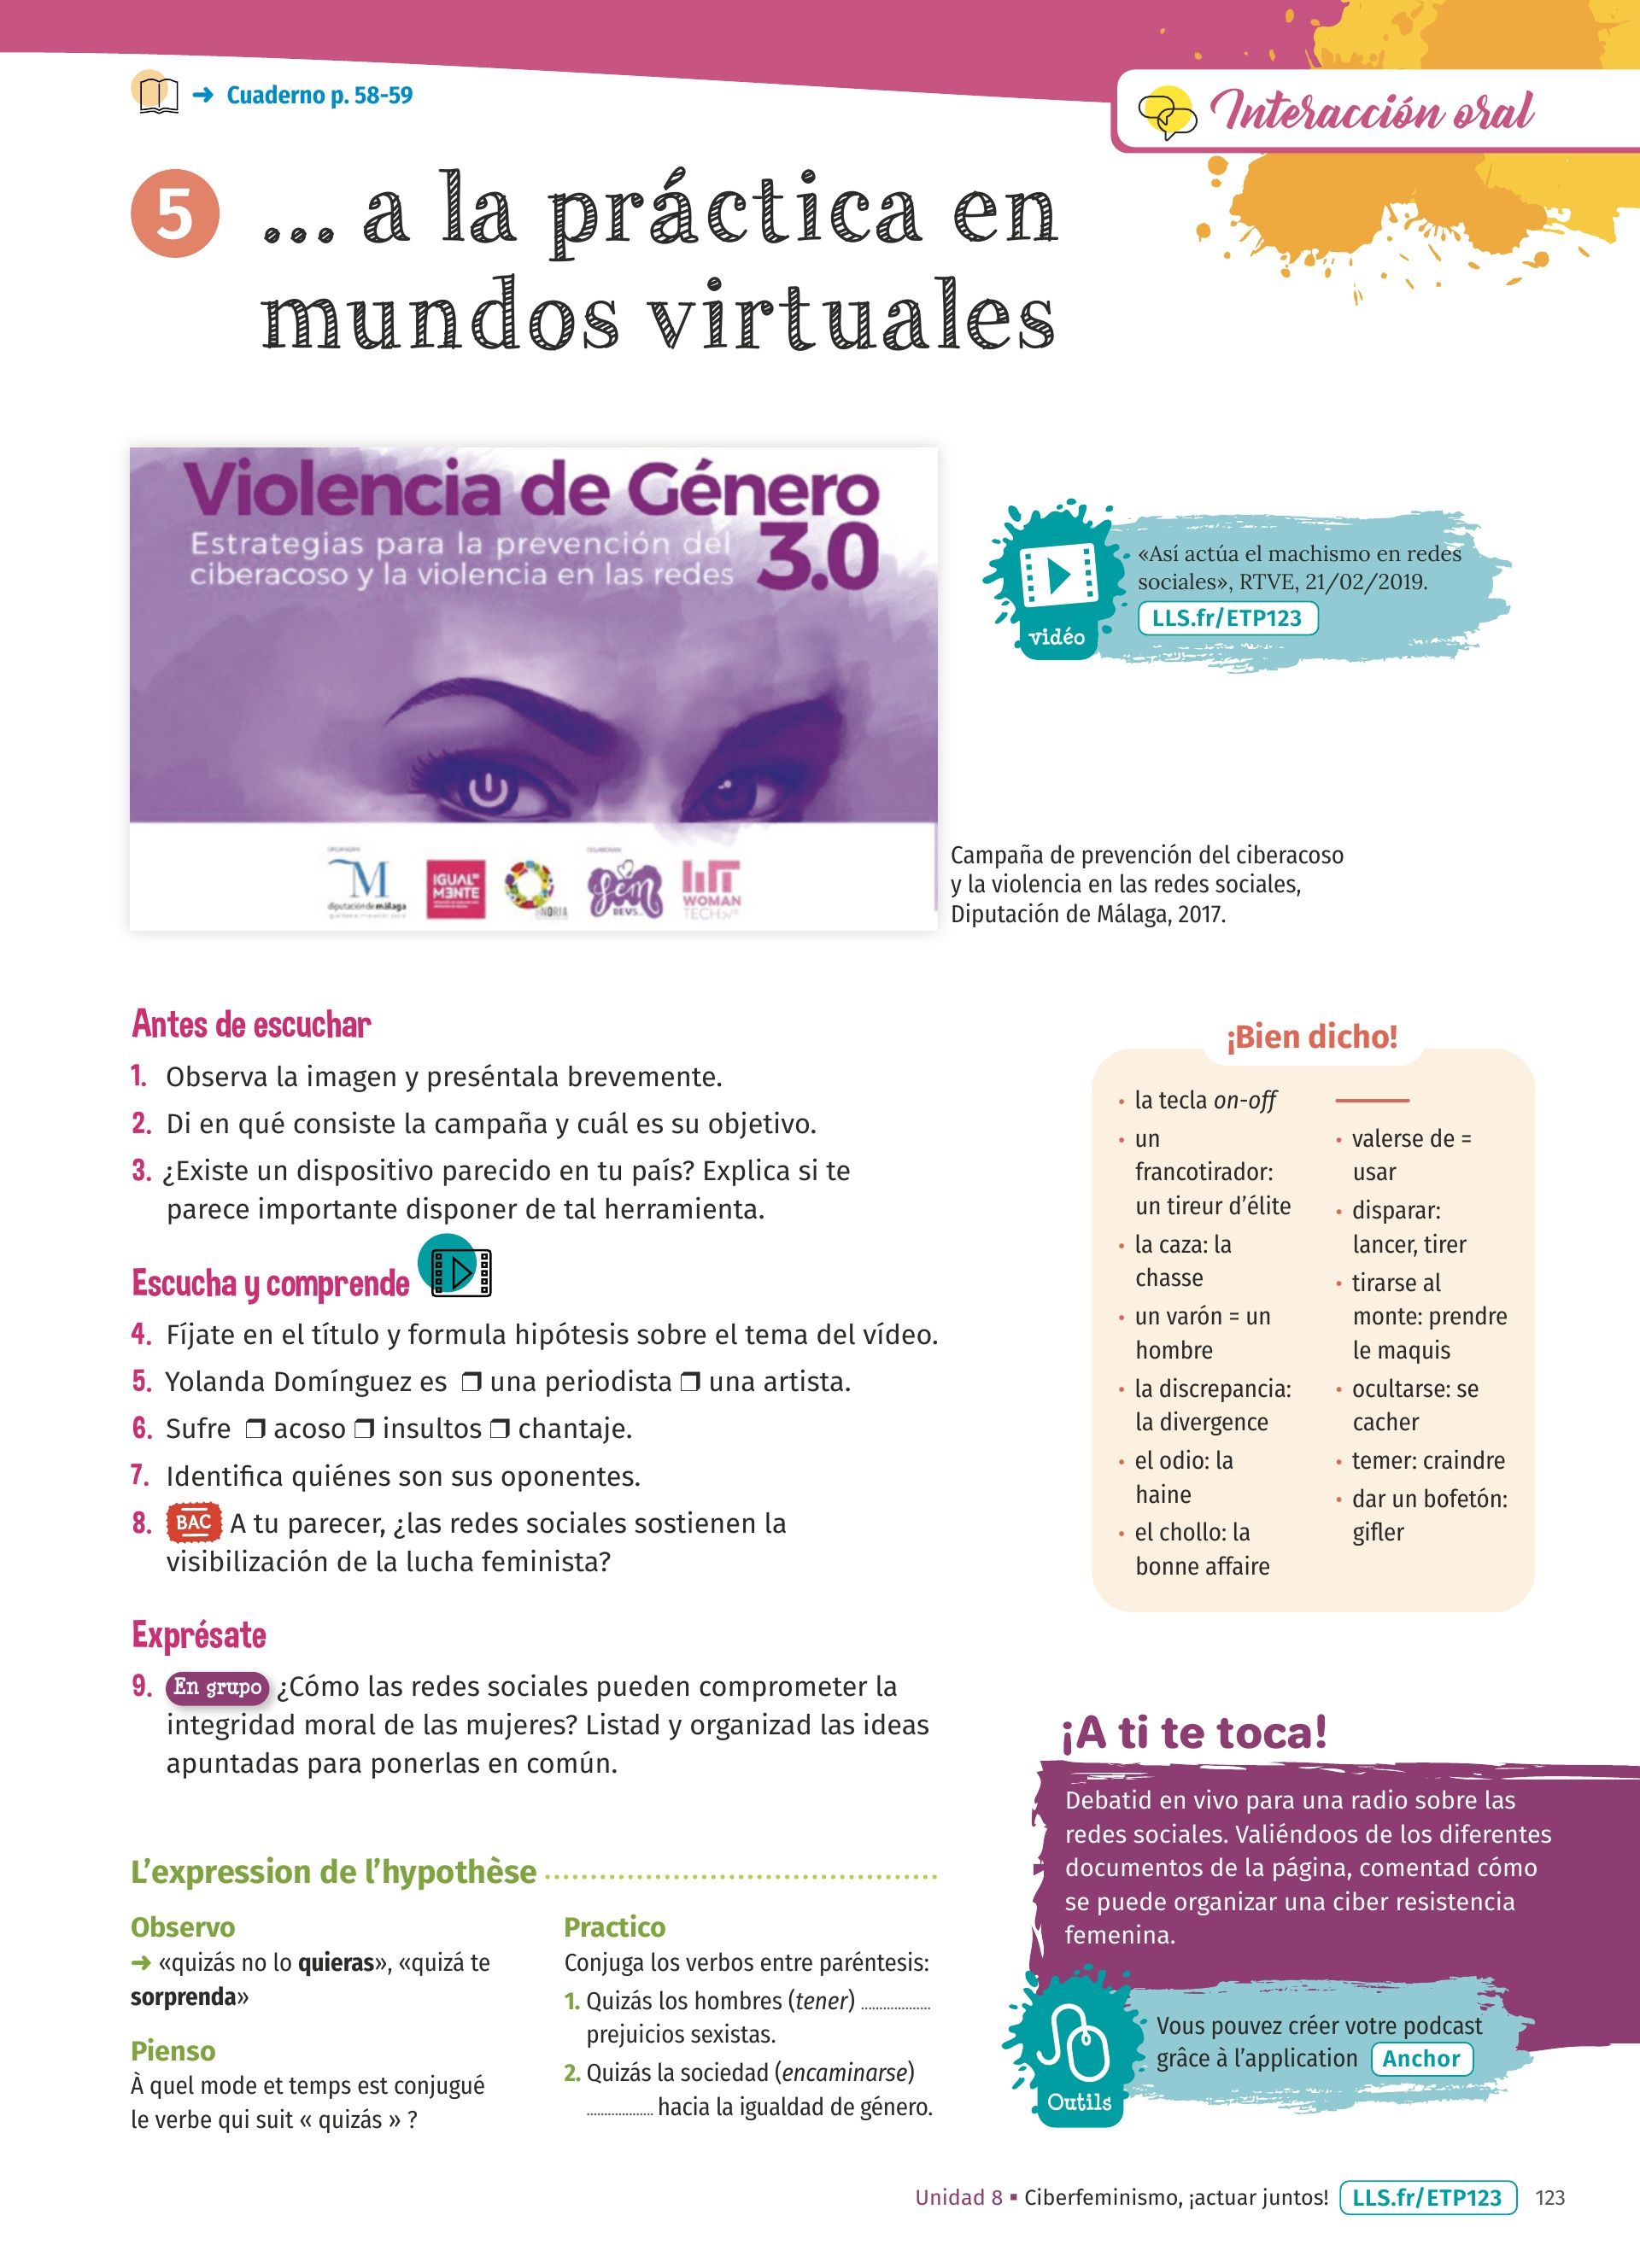 → Cuaderno p. 58-59
Interacción oral
5 ... a la práctica en
mundos virtuales
Violencia de Género
Estrategias para la prevención del
ciberacoso y la violencia en las redes
3.0
diputación de málaga
IGUAL=
M=NTE
NORIA
fem
DEVS
WIT
WOMAN
TECH
«Así actúa el machismo en redes
sociales», RTVE, 21/02/2019.
LLS.fr/ETP123
vidéo
Campaña de prevención del ciberacoso
y la violencia en las redes sociales,
Diputación de Málaga, 2017.
Antes de escuchar
1. Observa la imagen y preséntala brevemente.
2. Di en qué consiste la campaña y cuál es su objetivo.
3. ¿Existe un dispositivo parecido en tu país? Explica si te
parece importante disponer de tal herramienta.
Escucha y comprende
4. Fíjate en el título y formula hipótesis sobre el tema del vídeo.
5. Yolanda Domínguez es ❒ una periodista ❒ una artista.
6. Sufre ❒ acoso ❒ insultos ❒ chantaje.
7. Identifica quiénes son sus oponentes.
8. BAC A tu parecer, ¿las redes sociales sostienen la
visibilización de la lucha feminista?
Exprésate
9. En grupo ¿Cómo las redes sociales pueden comprometer la
integridad moral de las mujeres? Listad y organizad las ideas
apuntadas para ponerlas en común.
¡Bien dicho!
• la tecla on-off
• un
francotirador:
un tireur d’élite
• la caza: la
chasse
• un varón = un
hombre
• la discrepancia:
la divergence
• el odio: la
haine
• el chollo: la
bonne affaire
• valerse de =
usar
• disparar:
lancer, tirer
• tirarse al
monte: prendre
le maquis
• ocultarse: se
cacher
• temer: craindre
• dar un bofetón:
gifler
L’expression de l’hypothèse
Observo
→ «quizás no lo quieras», «quizá te
sorprenda»
Pienso
À quel mode et temps est conjugué
le verbe qui suit « quizás » ?
Practico
Conjuga los verbos entre paréntesis:
1. Quizás los hombres (tener) ...................
prejuicios sexistas.
2. Quizás la sociedad (encaminarse)
................... hacia la igualdad de género.
¡A ti te toca!
Debatid en vivo para una radio sobre las
redes sociales. Valiéndoos de los diferentes
documentos de la página, comentad cómo
se puede organizar una ciber resistencia
femenina.
Vous pouvez créer votre podcast
grâce à l’application Anchor
Outils
Unidad 8 ▪ Ciberfeminismo, ¡actuar juntos! LLS.fr/ETP123 123